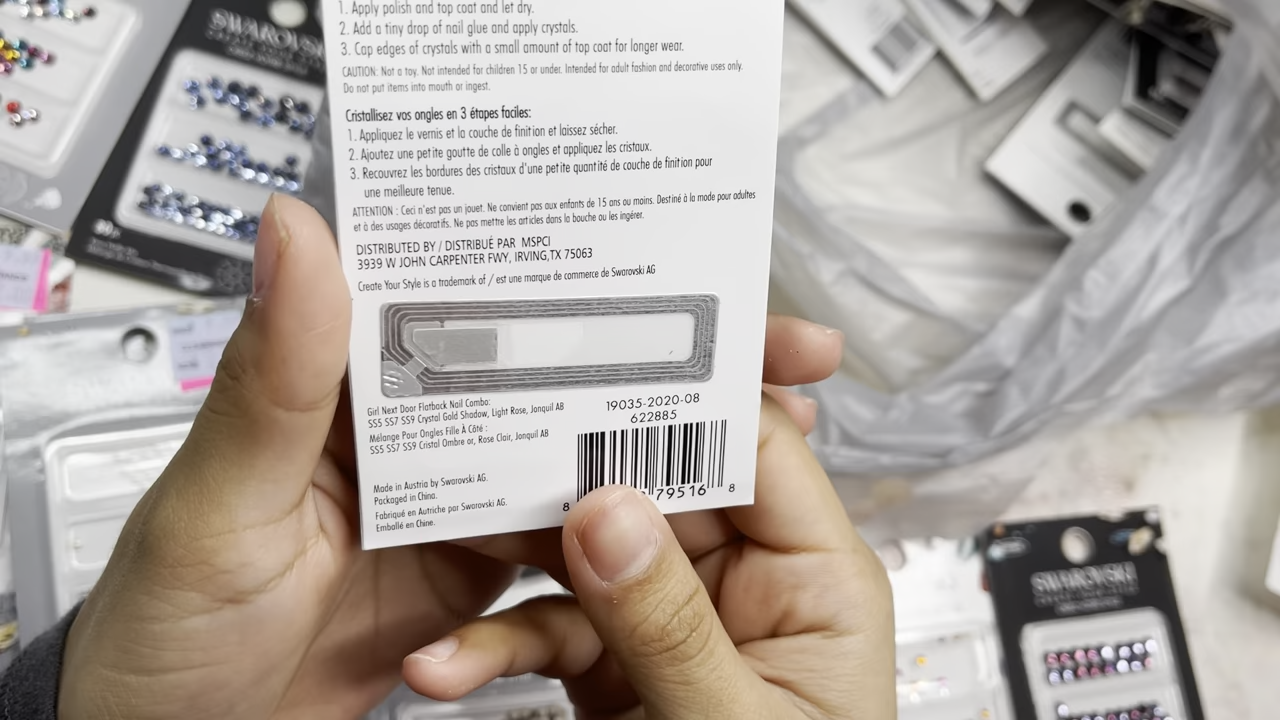 1. Apply polish and top coat and let dry.
2. Add a tiny drop of nail glue and apply crystals.
3. Cap edges of crystals with a small amount of top coat for longer wear.
CAUTION: Not a toy. Not intended for children 15 or under. Intended for adult fashion and decorative uses only.
Do not put items into mouth or ingest.
Cristallisez vos ongles en 3 étapes faciles:
1. Appliquez le vernis et la couche de finition et laissez sécher.
2. Ajoutez une petite goutte de colle à ongles et appliquez les cristaux.
3. Recouvrez les bordures des cristaux d'une petite quantité de couche de finition pour
une meilleure tenue.
ATTENTION : Ceci n'est pas un jouet. Ne convient pas aux enfants de 15 ans ou moins. Destiné à la mode pour adultes
et à des usages décoratifs. Ne pas mettre les articles dans la bouche ou les ingérer.
DISTRIBUTED BY / DISTRIBUÉ PAR MSPCI
3939 W JOHN CARPENTER FWY, IRVING,TX 75063
Create Your Style is a trademark of / est une marque de commerce de Swarovski AG
Girl Next Door Flatback Nail Combo:
SS5 SS7 SS9 Crystal Gold Shadow, Light Rose, Jonquil AB
Mélange Pour Ongles Fille À Côté :
SS5 SS7 SS9 Cristal Ombre or, Rose Clair, Jonquil AB
Made in Austria by Swarovski AG.
Packaged in China.
Fabriqué en Autriche par Swarovski AG.
Emballé en Chine.
19035-2020-08
622885
8 79516 8
SWAROVSKI
SWAROVSKI